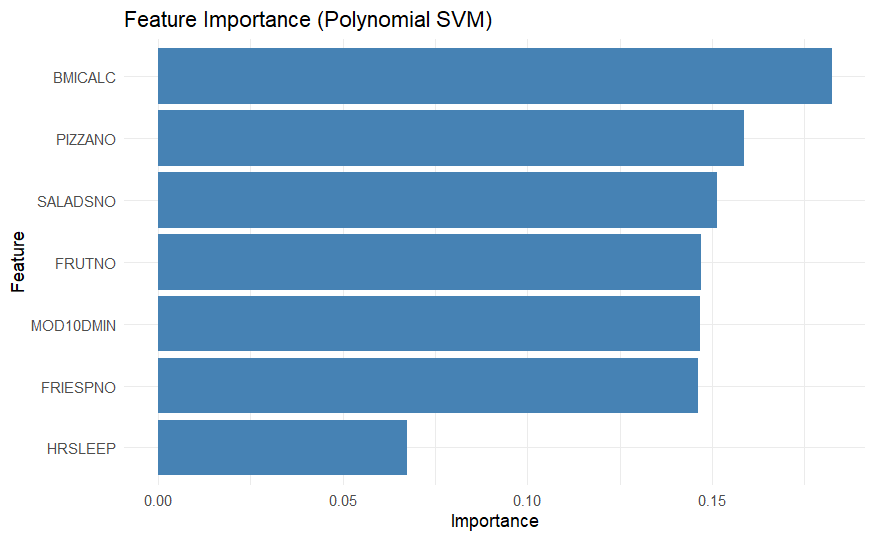 Feature Importance (Polynomial SVM)
BMICALC
PIZZANO
SALADSNO
FRUTNO
MOD10DMIN
FRIESPNO
HRSLEEP
Feature
0.00 0.05 0.10 0.15
Importance